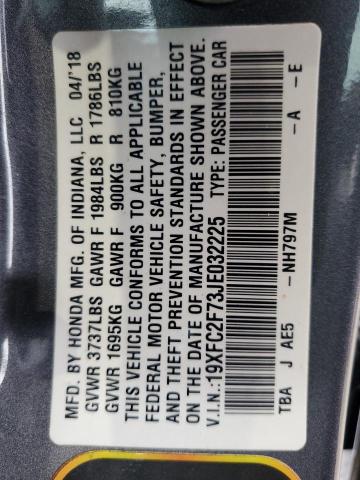 MFD. BY HONDA MFG. OF INDIANA, LLC 04/'18
GVWR 3737LBS GAWR F 1984LBS R 1786LBS
GVWR 1695KG GAWR F 900KG R 810KG
THIS VEHICLE CONFORMS TO ALL APPLICABLE
FEDERAL MOTOR VEHICLE SAFETY, BUMPER,
AND THEFT PREVENTION STANDARDS IN EFFECT
ON THE DATE OF MANUFACTURE SHOWN ABOVE.
V.I.N.:19XFC2F73JE032225 TYPE: PASSENGER CAR
TBA J AE5 -NH797M -A -E